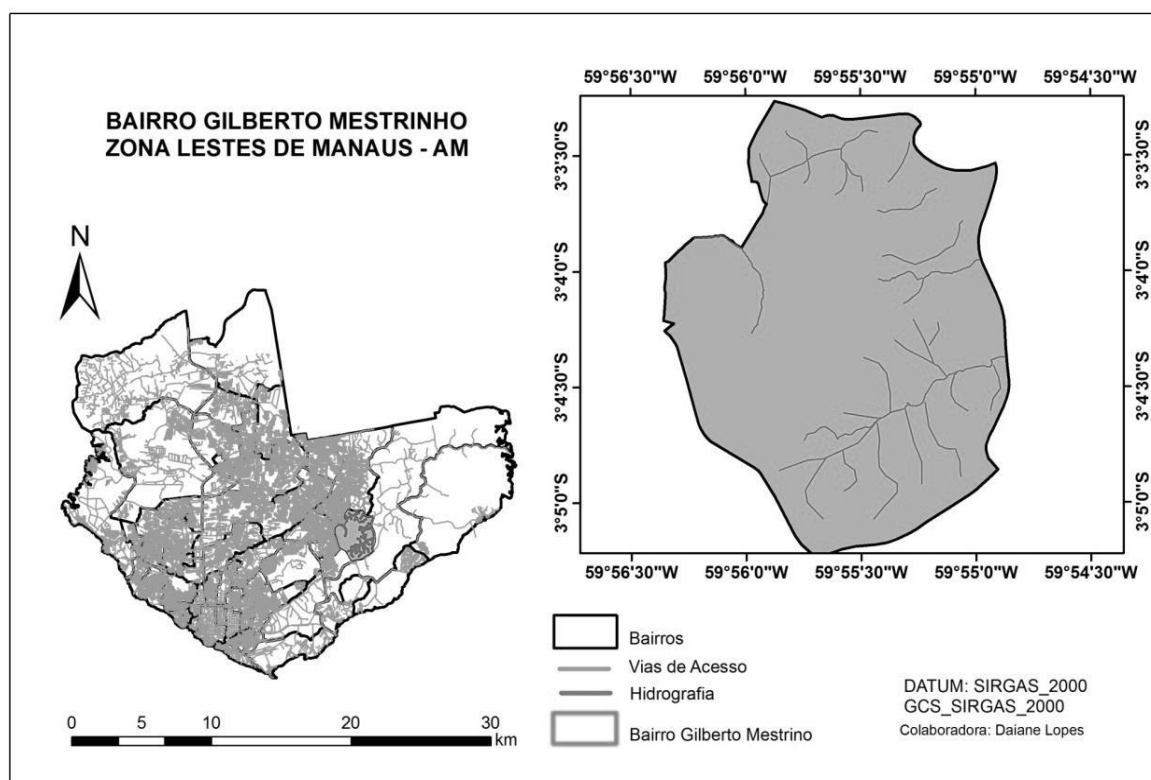 BAIRRO GILBERTO MESTRINHO
ZONA LESTES DE MANAUS - AM
N
0 5 10 20 30
km
59°56'30"W 59°56'0"W 59°55'30"W 59°55'0"W 59°54'30"W
3°3'30"S 3°3'30"S
3°4'0"S 3°4'0"S
3°4'30"S 3°4'30"S
3°5'0"S 3°5'0"S
59°56'30"W 59°56'0"W 59°55'30"W 59°55'0"W 59°54'30"W
Bairros
Vias de Acesso
Hidrografia
Bairro Gilberto Mestrino
DATUM: SIRGAS_2000
GCS_SIRGAS_2000
Colaboradora: Daiane Lopes